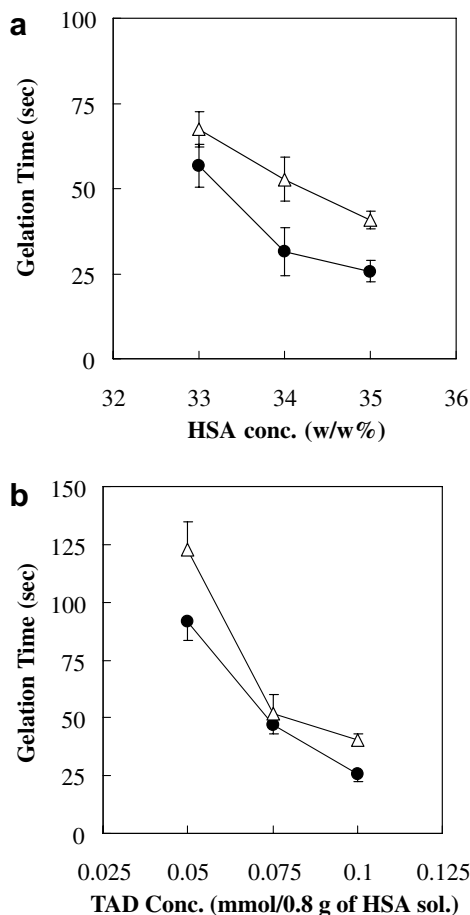 a
100
75
50
25
0
32 33 34 35 36
HSA conc. (w/w%)
Gelation Time (sec)
b
150
125
100
75
50
25
0
0.025 0.05 0.075 0.1 0.125
TAD Conc. (mmol/0.8 g of HSA sol.)
Gelation Time (sec)